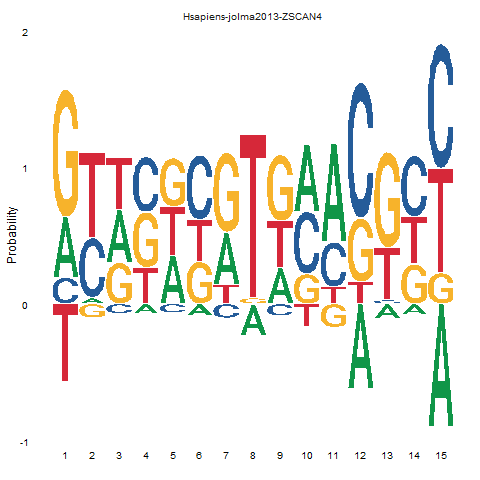 Hsapiens-jolma2013-ZSCAN4
2
1
0
-1
Probability
G T T C G C G T G A A C G C C
A C A G T T A G T C C G T T T
C A G T A G T A A G T T A G G
T G C A C A C C T G A A A A
1 2 3 4 5 6 7 8 9 10 11 12 13 14 15